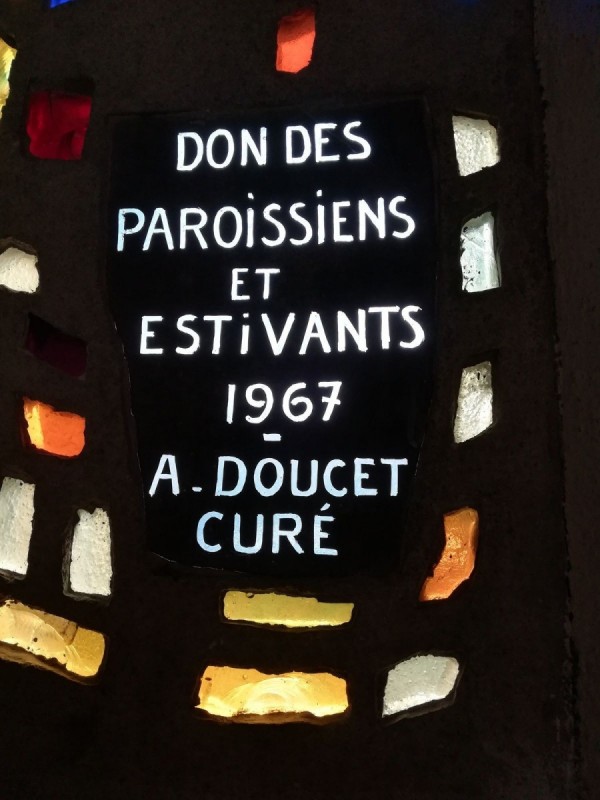 DON DES
PAROiSSiENS
ET
ESTiVANTS
1967
-
A. DOUCET
CURÉ